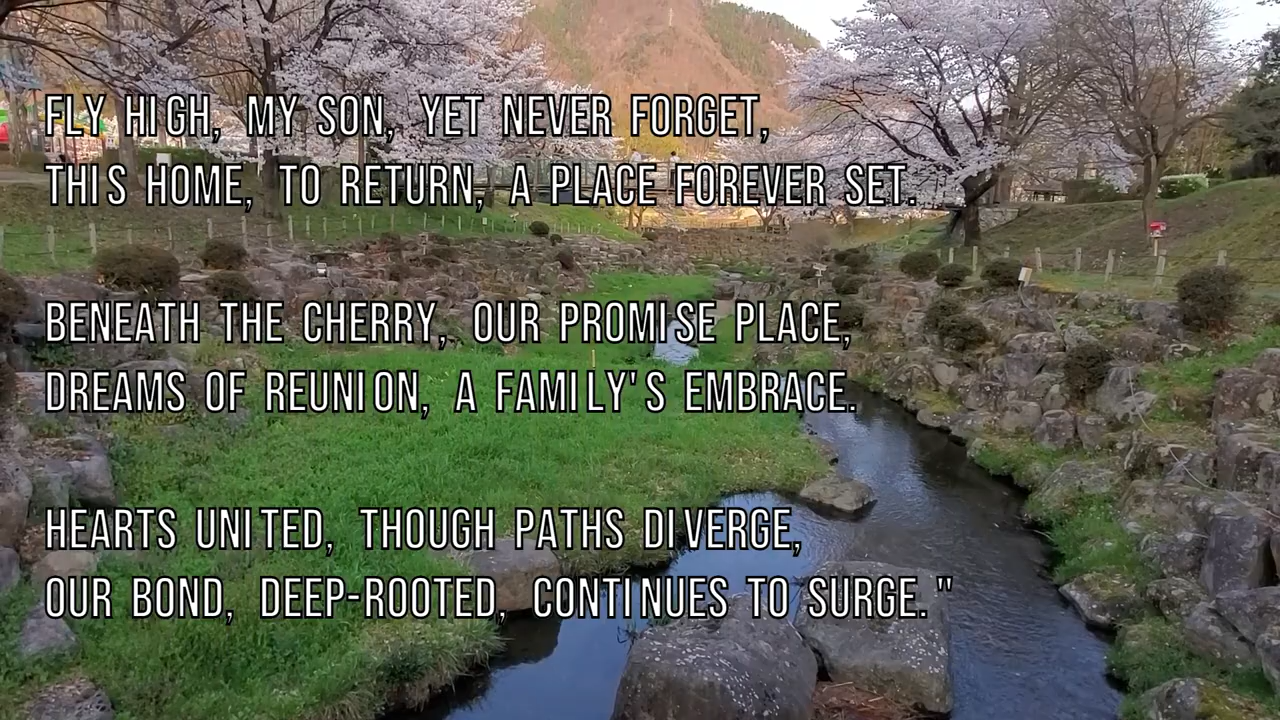 FLY HIGH, MY SON, YET NEVER FORGET,
THIS HOME, TO RETURN, A PLACE FOREVER SET.
BENEATH THE CHERRY, OUR PROMISE PLACE,
DREAMS OF REUNION, A FAMILY'S EMBRACE.
HEARTS UNITED, THOUGH PATHS DIVERGE,
OUR BOND, DEEP-ROOTED, CONTINUES TO SURGE."